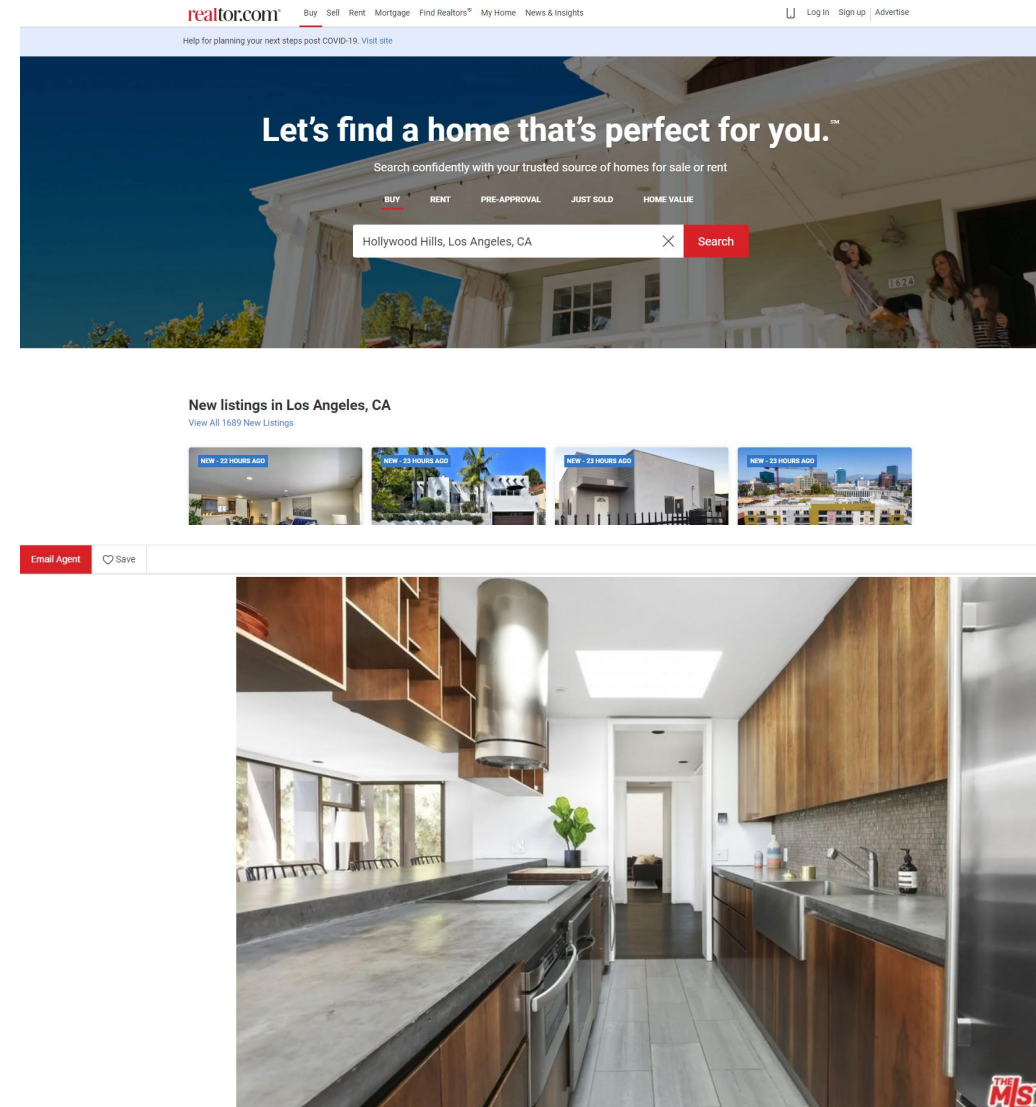 realtor.com®
Buy Sell Rent Mortgage Find Realtors® My Home News & Insights
Log In Sign up Advertise
Help for planning your next steps post COVID-19. Visit site
Let's find a home that's perfect for you.℠
Search confidently with your trusted source of homes for sale or rent
BUY RENT PRE-APPROVAL JUST SOLD HOME VALUE
Hollywood Hills, Los Angeles, CA
Search
1624
New listings in Los Angeles, CA
View All 1689 New Listings
NEW - 22 HOURS AGO
NEW - 23 HOURS AGO
NEW - 23 HOURS AGO
NEW - 23 HOURS AGO
Email Agent
Save
THE